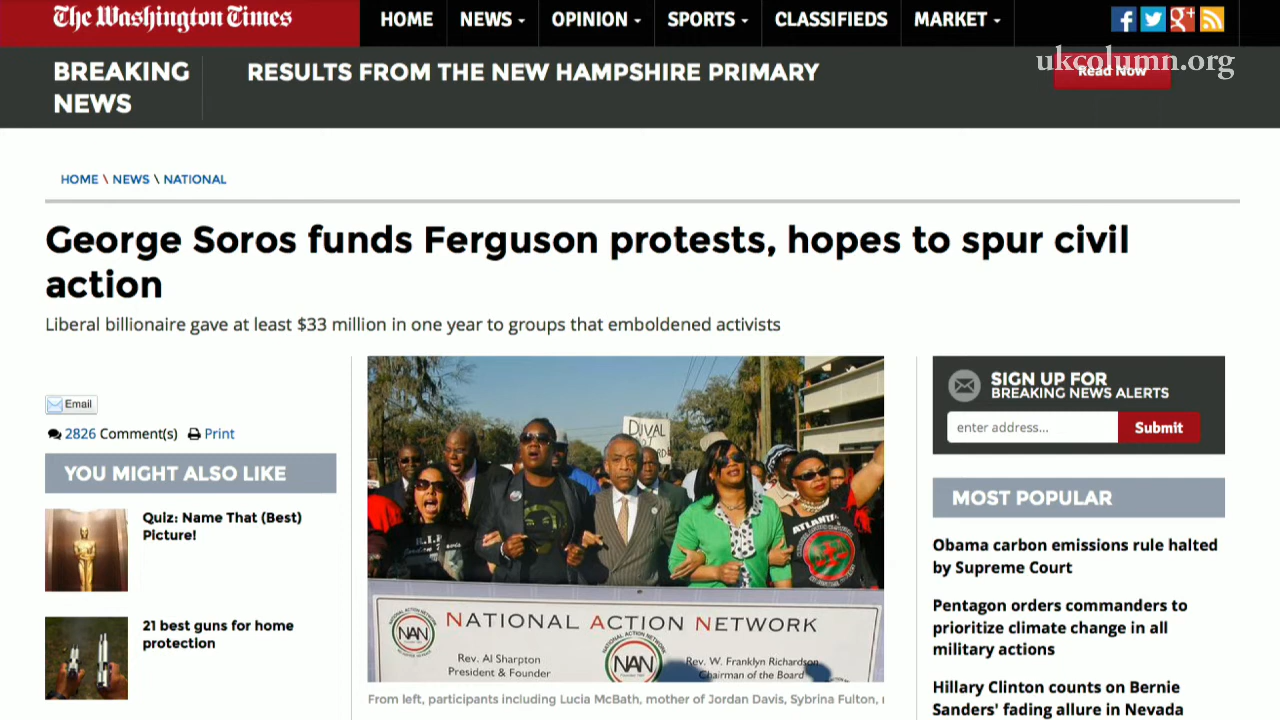 The Washington Times
HOME
NEWS
OPINION
SPORTS
CLASSIFIEDS
MARKET
ukcolumn.org
BREAKING
NEWS
RESULTS FROM THE NEW HAMPSHIRE PRIMARY
Read Now
HOME \ NEWS \ NATIONAL
George Soros funds Ferguson protests, hopes to spur civil
action
Liberal billionaire gave at least $33 million in one year to groups that emboldened activists
Email
2826 Comment(s) Print
YOU MIGHT ALSO LIKE
Quiz: Name That (Best)
Picture!
21 best guns for home
protection
DUVAL
R.I.P.
ATLANTA
NATIONAL ACTION NETWORK
NATIONAL ACTION NETWORK
NAN
Rev. Al Sharpton
President & Founder
NATIONAL ACTION NETWORK
NAN
Rev. W. Franklyn Richardson
Chairman of the Board
From left, participants including Lucia McBath, mother of Jordan Davis, Sybrina Fulton,
SIGN UP FOR
BREAKING NEWS ALERTS
enter address...
Submit
MOST POPULAR
Obama carbon emissions rule halted
by Supreme Court
Pentagon orders commanders to
prioritize climate change in all
military actions
Hillary Clinton counts on Bernie
Sanders' fading allure in Nevada